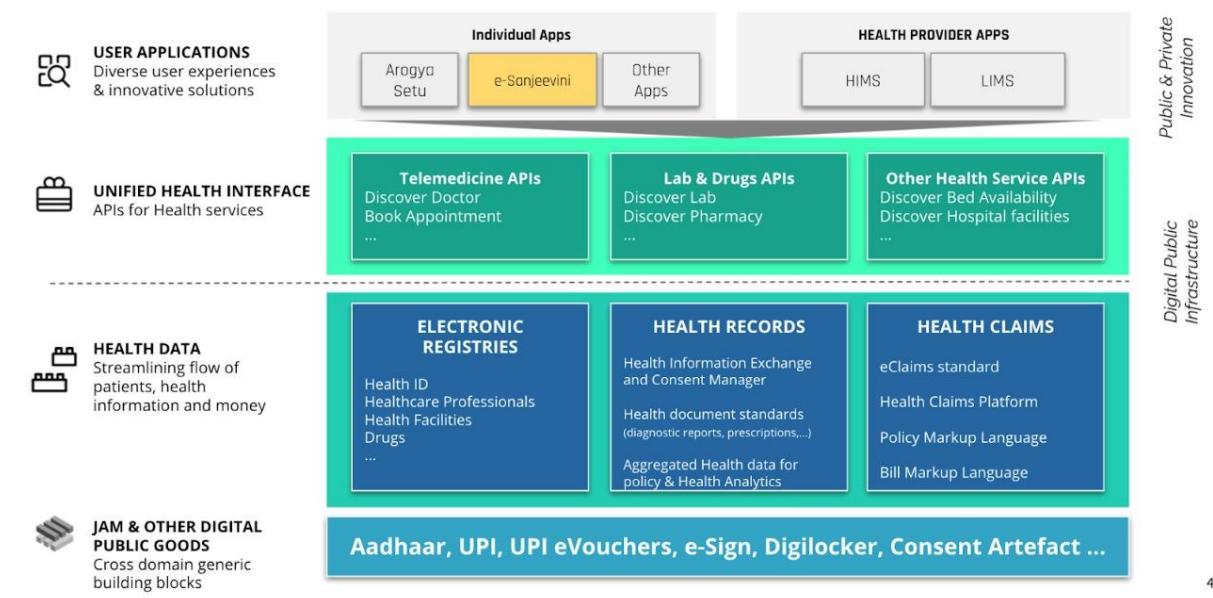 USER APPLICATIONS
Diverse user experiences
& innovative solutions
Individual Apps
Arogya
Setu
e-Sanjeevini
Other
Apps
HEALTH PROVIDER APPS
HIMS
LIMS
Public & Private
Innovation
UNIFIED HEALTH INTERFACE
APIs for Health services
Telemedicine APIs
Discover Doctor
Book Appointment
...
Lab & Drugs APIs
Discover Lab
Discover Pharmacy
...
Other Health Service APIs
Discover Bed Availability
Discover Hospital facilities
...
Digital Public
Infrastructure
HEALTH DATA
Streamlining flow of
patients, health
information and money
ELECTRONIC
REGISTRIES
Health ID
Healthcare Professionals
Health Facilities
Drugs
...
HEALTH RECORDS
Health Information Exchange
and Consent Manager
Health document standards
(diagnostic reports, prescriptions,...)
Aggregated Health data for
policy & Health Analytics
HEALTH CLAIMS
eClaims standard
Health Claims Platform
Policy Markup Language
Bill Markup Language
JAM & OTHER DIGITAL
PUBLIC GOODS
Cross domain generic
building blocks
Aadhaar, UPI, UPI eVouchers, e-Sign, Digilocker, Consent Artefact ...
4